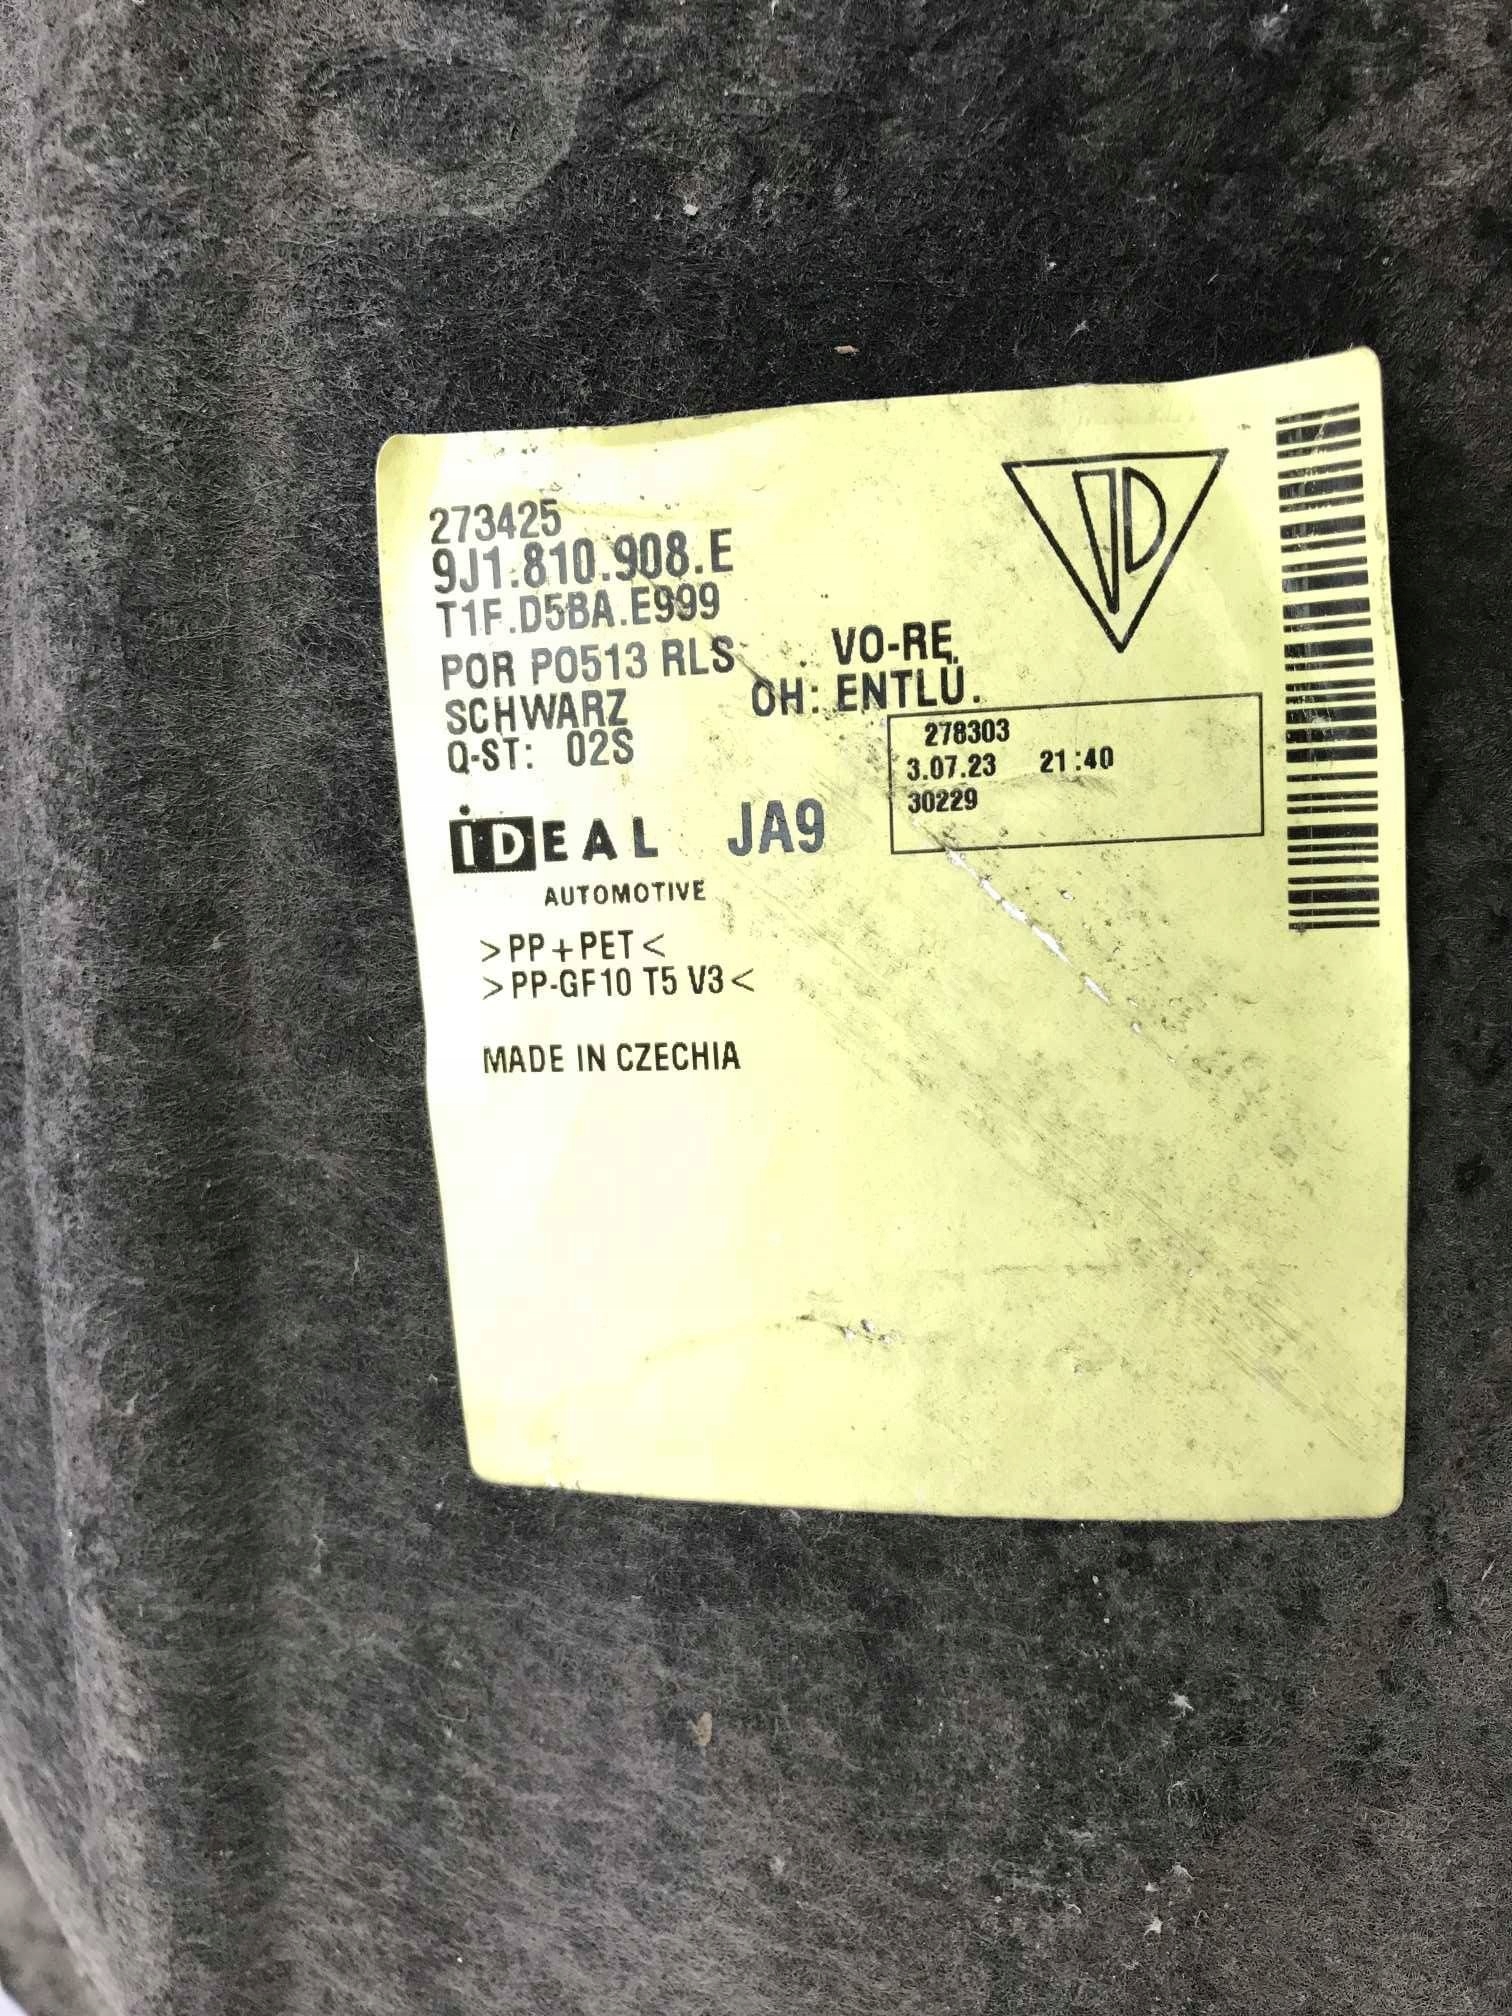 273425
9J1.810.908.E
T1F.D5BA.E999
POR PO513 RLS VO-RE
SCHWARZ OH: ENTLÜ.
Q-ST: 02S
278303
3.07.23 21:40
30229
iDEAL JA9
AUTOMOTIVE
>PP+PET<
>PP-GF10 T5 V3<
MADE IN CZECHIA